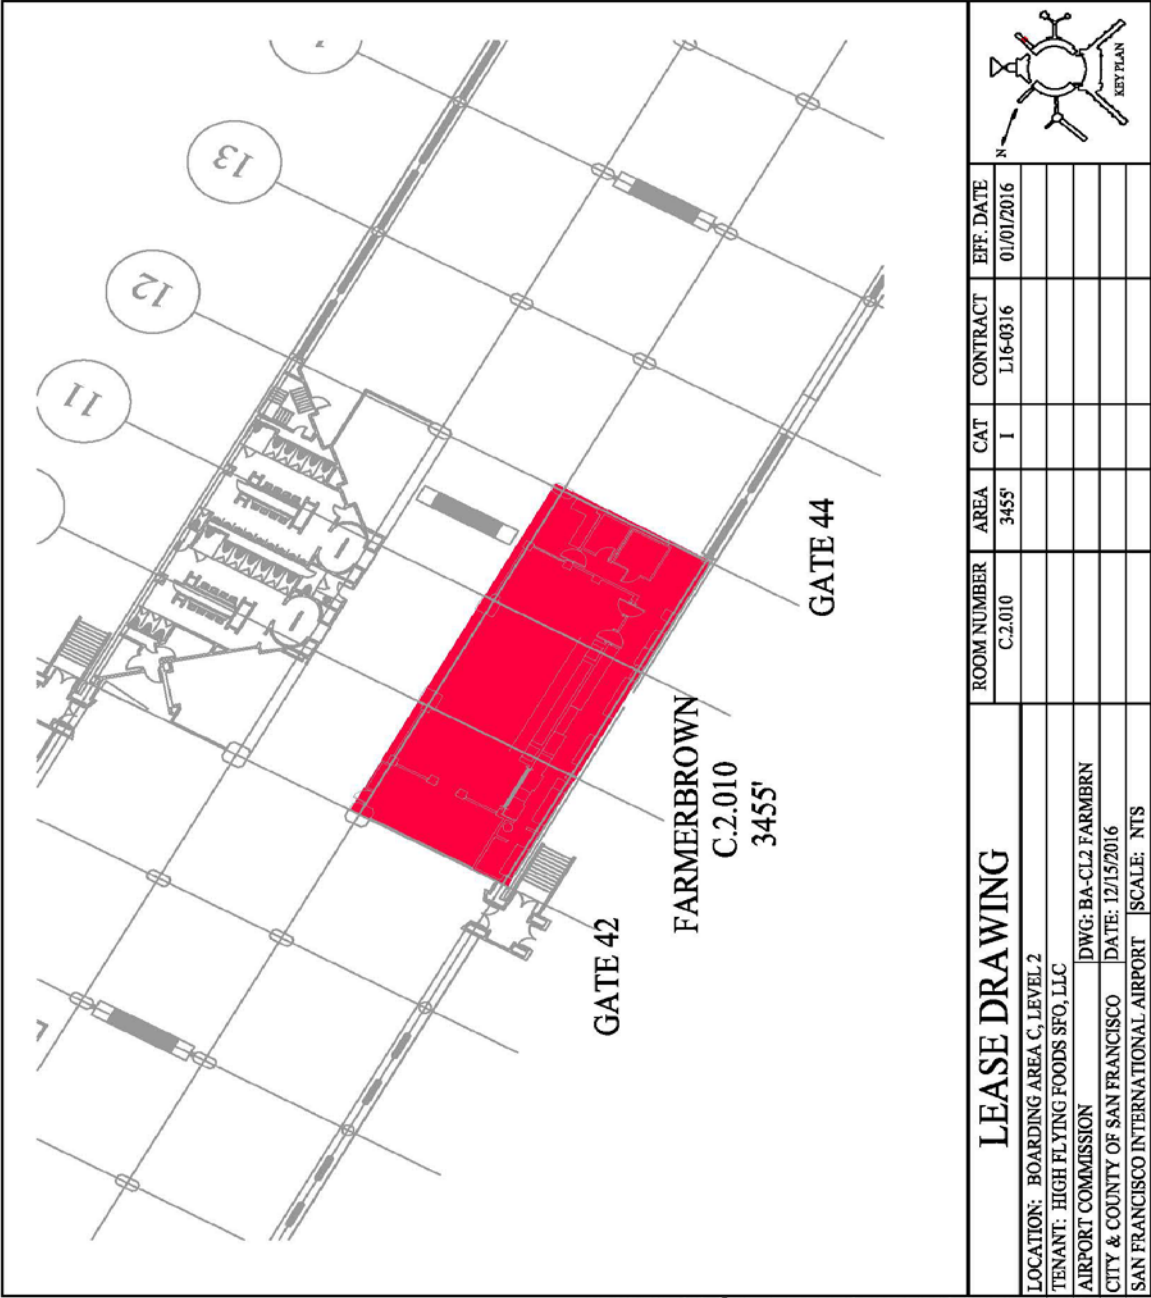 13
12
11
GATE 42
FARMERBROWN
C.2.010
3455'
GATE 44
LEASE DRAWING
LOCATION: BOARDING AREA C, LEVEL 2
TENANT: HIGH FLYING FOODS SFO, LLC
AIRPORT COMMISSION
DWG: BA-CL2 FARMBRN
CITY & COUNTY OF SAN FRANCISCO
DATE: 12/15/2016
SAN FRANCISCO INTERNATIONAL AIRPORT
SCALE: NTS
ROOM NUMBER AREA CAT CONTRACT EFF. DATE
C.2.010 3455' I L16-0316 01/01/2016
N
KEY PLAN